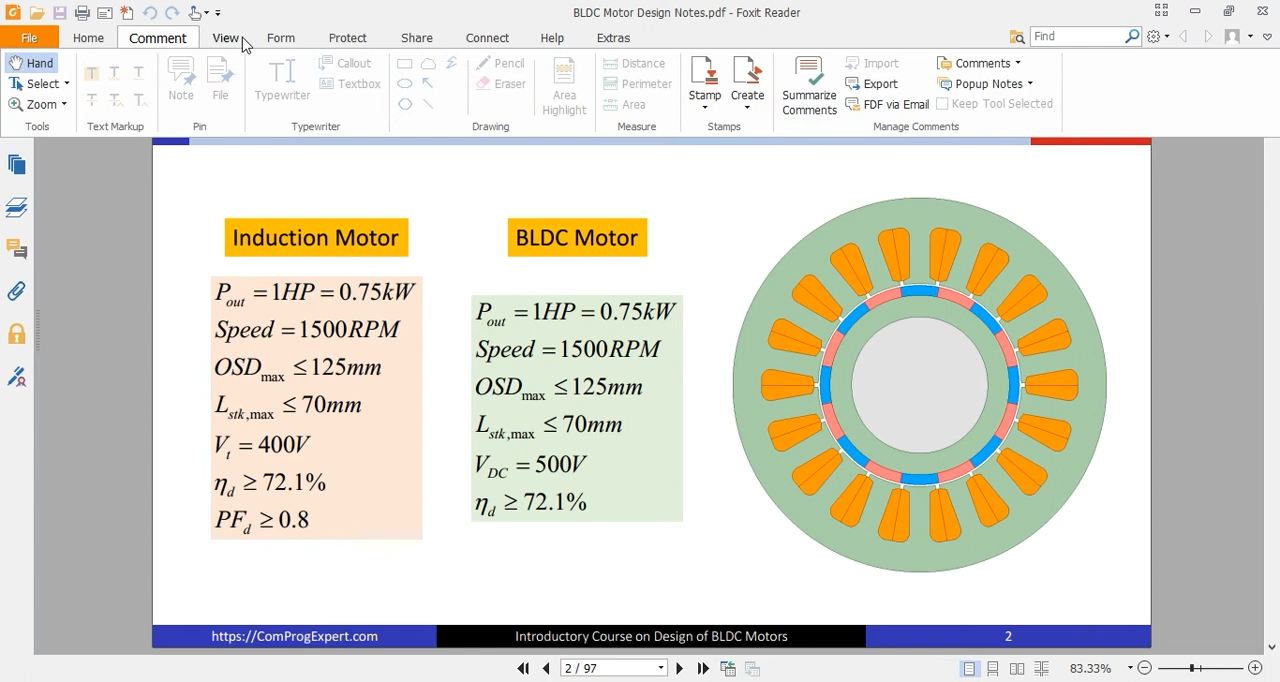 BLDC Motor Design Notes.pdf - Foxit Reader
File Home Comment View Form Protect Share Connect Help Extras Find
Hand
Select
Zoom
Tools
Text Markup
Note
File
Pin
Typewriter
Callout
Textbox
Typewriter
Pencil
Eraser
Area
Highlight
Drawing
Distance
Perimeter
Area
Measure
Stamp
Create
Stamps
Summarize
Comments
Import
Export
FDF via Email
Comments
Popup Notes
Keep Tool Selected
Manage Comments
Induction Motor
P_out = 1HP = 0.75kW
Speed = 1500RPM
OSD_max ≤ 125mm
L_stk,max ≤ 70mm
V_t = 400V
η_d ≥ 72.1%
PF_d ≥ 0.8
BLDC Motor
P_out = 1HP = 0.75kW
Speed = 1500RPM
OSD_max ≤ 125mm
L_stk,max ≤ 70mm
V_DC = 500V
η_d ≥ 72.1%
https://ComProgExpert.com
Introductory Course on Design of BLDC Motors
2
2 / 97
83.33%